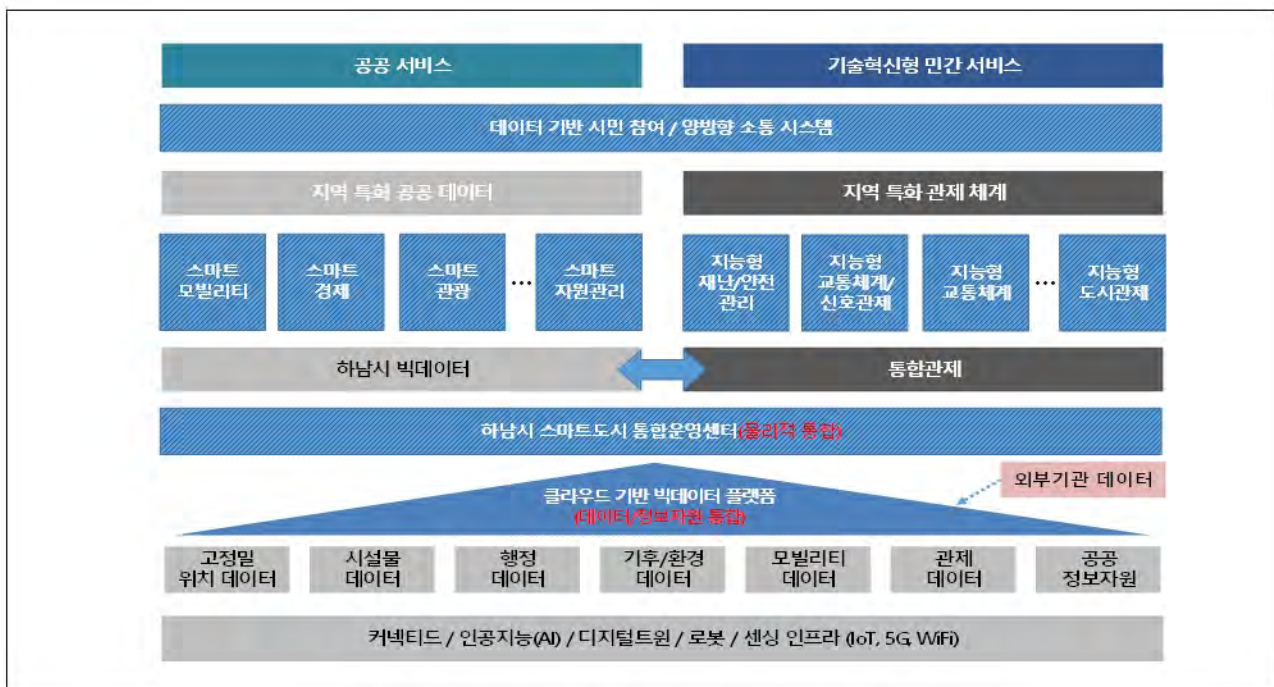 공공 서비스
기술혁신형 민간 서비스
데이터 기반 시민 참여 / 양방향 소통 시스템
지역 특화 공공 데이터
지역 특화 관제 체계
스마트
모빌리티
스마트
경제
스마트
관광
...
스마트
자원관리
지능형
재난/안전
관리
지능형
교통체계/
신호관제
지능형
교통체계
...
지능형
도시관제
하남시 빅데이터
통합관제
하남시 스마트도시 통합운영센터(물리적 통합)
외부기관 데이터
클라우드 기반 빅데이터 플랫폼
(데이터/정보자원 통합)
고정밀
위치 데이터
시설물
데이터
행정
데이터
기후/환경
데이터
모빌리티
데이터
관제
데이터
공공
정보자원
커넥티드 / 인공지능(AI) / 디지털트윈 / 로봇 / 센싱 인프라 (IoT, 5G, WiFi)